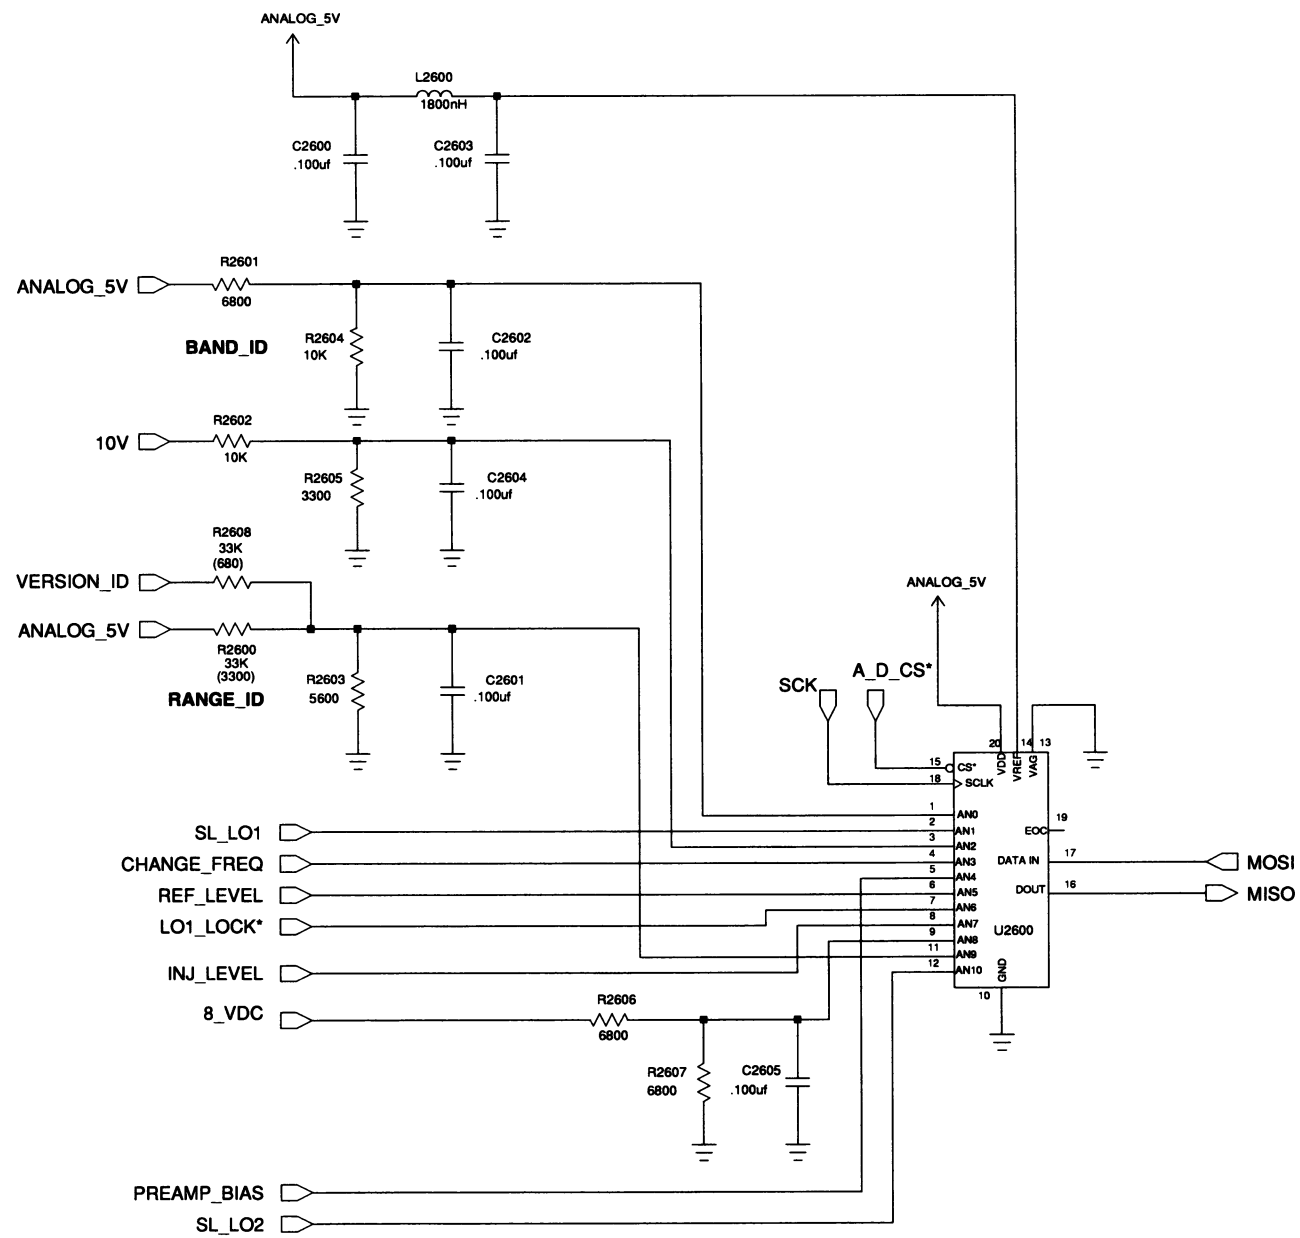 ANALOG_5V
L2600
1800nH
C2600
.100uf
C2603
.100uf
R2601
ANALOG_5V
6800
BAND_ID
R2604
10K
C2602
.100uf
R2602
10V
10K
R2605
3300
C2604
.100uf
R2608
33K
(680)
VERSION_ID
ANALOG_5V
ANALOG_5V
R2600
33K
(3300)
RANGE_ID
R2603
5600
C2601
.100uf
SCK
A_D_CS*
20
14
13
VDD
VREF
VAG
15
CS*
18
SCLK
1
AN0
2
AN1
3
AN2
4
AN3
5
AN4
6
AN5
7
AN6
8
AN7
9
AN8
11
AN9
12
AN10
19
EOC
DATA IN
17
MOSI
DOUT
16
MISO
U2600
GND
10
SL_LO1
CHANGE_FREQ
REF_LEVEL
LO1_LOCK*
INJ_LEVEL
8_VDC
R2606
6800
R2607
6800
C2605
.100uf
PREAMP_BIAS
SL_LO2